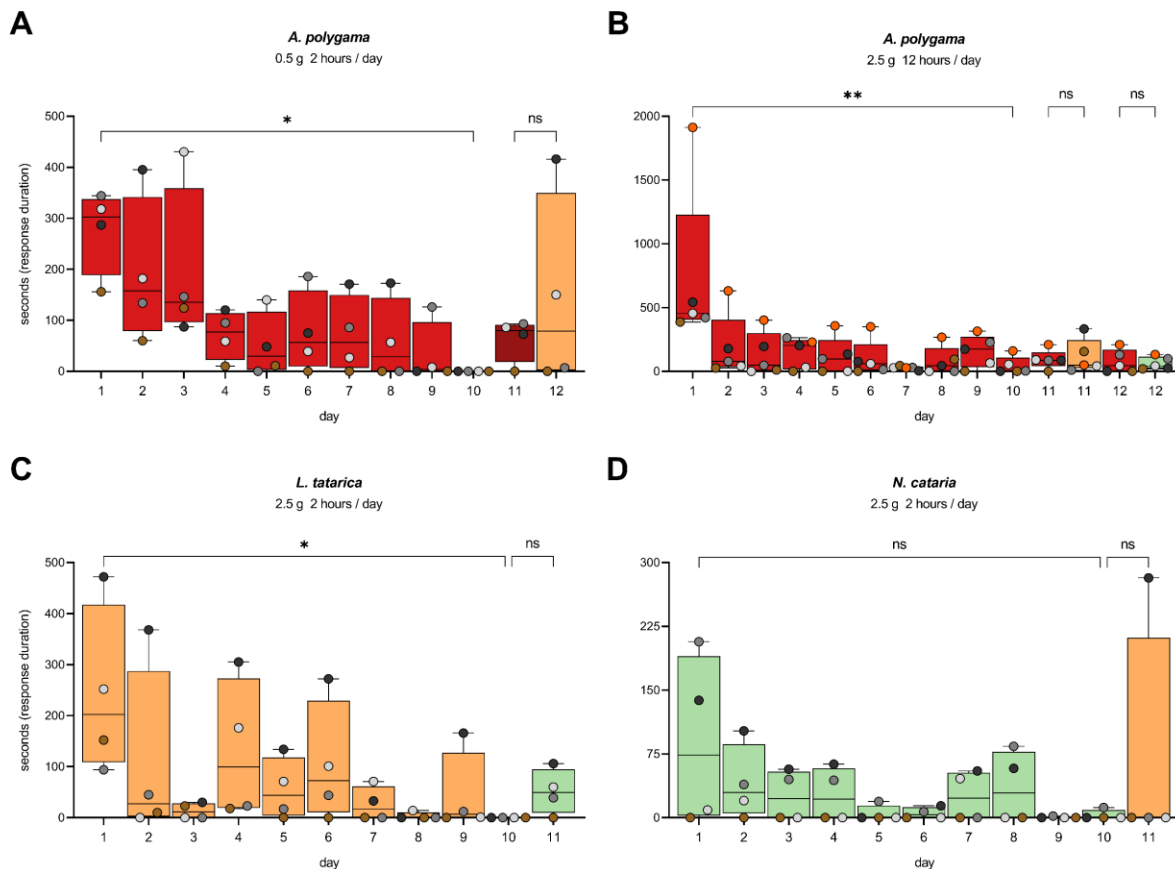 A
A. polygama
0.5 g 2 hours / day
seconds (response duration)
500
400
300
200
100
0
*
ns
1 2 3 4 5 6 7 8 9 10 11 12
day
B
A. polygama
2.5 g 12 hours / day
2000
1500
1000
500
0
**
ns
ns
1 2 3 4 5 6 7 8 9 10 11 11 12 12
day
C
L. tatarica
2.5 g 2 hours / day
seconds (response duration)
500
400
300
200
100
0
*
ns
1 2 3 4 5 6 7 8 9 10 11
day
D
N. cataria
2.5 g 2 hours / day
300
225
150
75
0
ns
ns
1 2 3 4 5 6 7 8 9 10 11
day